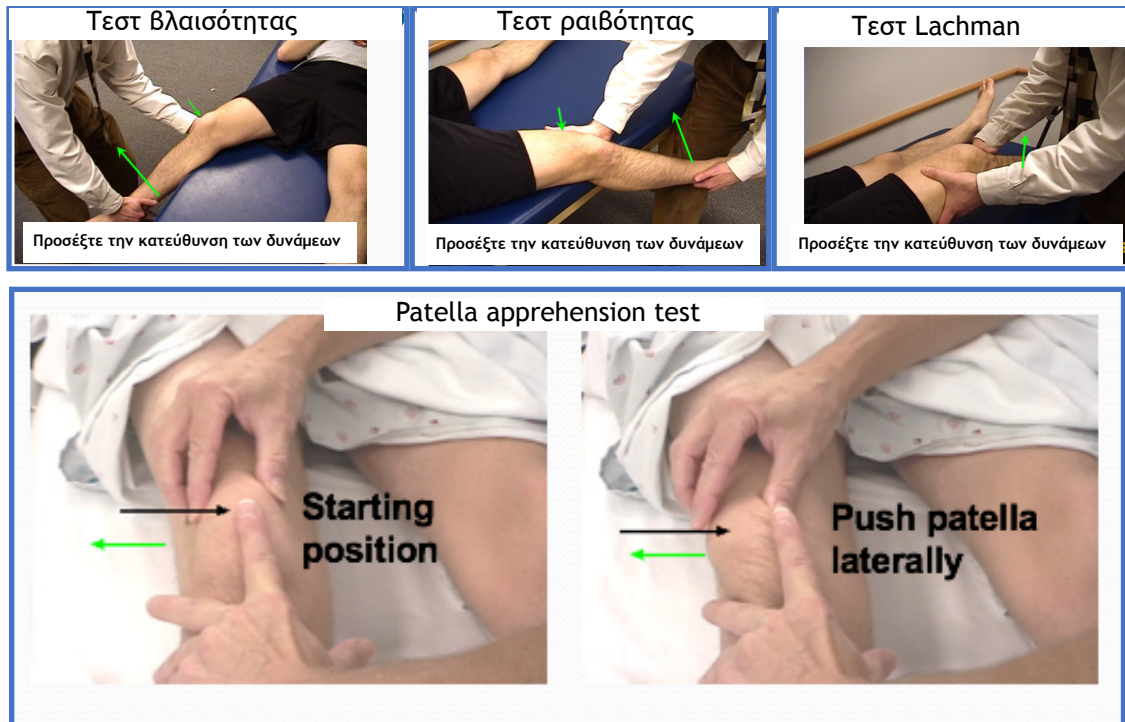 Τεστ βλαισότητας
Τεστ ραιβότητας
Τεστ Lachman
Προσέξτε την κατεύθυνση των δυνάμεων
Προσέξτε την κατεύθυνση των δυνάμεων
Προσέξτε την κατεύθυνση των δυνάμεων
Patella apprehension test
Starting
position
Push patella
laterally